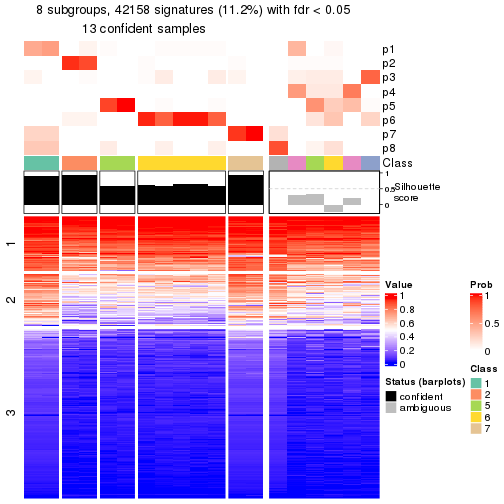 8 subgroups, 42158 signatures (11.2%) with fdr < 0.05
13 confident samples
p1
p2
p3
p4
p5
p6
p7
p8
Class
1
0.5
0
Silhouette
score
1
2
3
Value
1
0.8
0.6
0.4
0.2
0
Prob
1
0.5
0
Status (barplots)
confident
ambiguous
Class
1
2
5
6
7